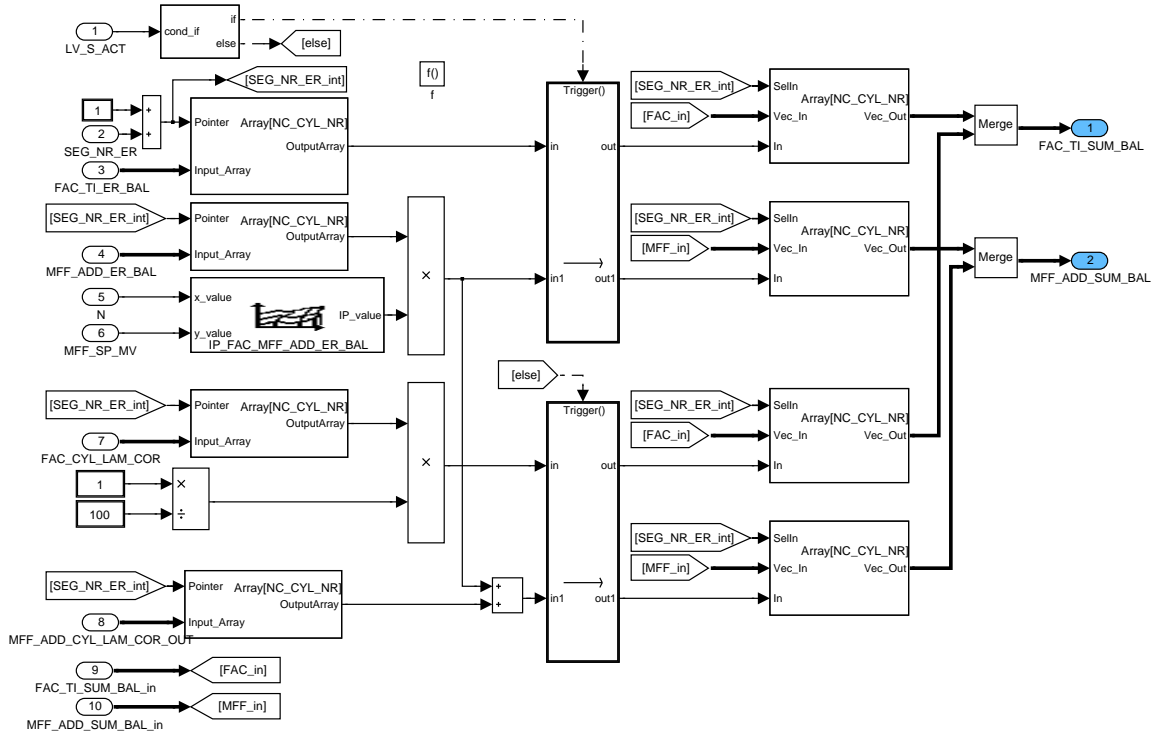 1
LV_S_ACT
cond_if
if
else
[else]
[SEG_NR_ER_int]
f()
f
1
2
SEG_NR_ER
+
+
3
FAC_TI_ER_BAL
Pointer
Input_Array
Array[NC_CYL_NR]
OutputArray
Trigger()
in
out
in1
out1
[SEG_NR_ER_int]
[FAC_in]
SelIn
Vec_In
In
Array[NC_CYL_NR]
Vec_Out
Merge
1
FAC_TI_SUM_BAL
[SEG_NR_ER_int]
4
MFF_ADD_ER_BAL
Pointer
Input_Array
Array[NC_CYL_NR]
OutputArray
×
[SEG_NR_ER_int]
[MFF_in]
SelIn
Vec_In
In
Array[NC_CYL_NR]
Vec_Out
Merge
2
MFF_ADD_SUM_BAL
5
N
6
MFF_SP_MV
x_value
y_value
IP_value
IP_FAC_MFF_ADD_ER_BAL
[else]
[SEG_NR_ER_int]
7
FAC_CYL_LAM_COR
Pointer
Input_Array
Array[NC_CYL_NR]
OutputArray
×
1
100
×
÷
Trigger()
in
out
in1
out1
[SEG_NR_ER_int]
[FAC_in]
SelIn
Vec_In
In
Array[NC_CYL_NR]
Vec_Out
[SEG_NR_ER_int]
[MFF_in]
SelIn
Vec_In
In
Array[NC_CYL_NR]
Vec_Out
[SEG_NR_ER_int]
8
MFF_ADD_CYL_LAM_COR_OUT
Pointer
Input_Array
Array[NC_CYL_NR]
OutputArray
+
+
9
FAC_TI_SUM_BAL_in
[FAC_in]
10
MFF_ADD_SUM_BAL_in
[MFF_in]